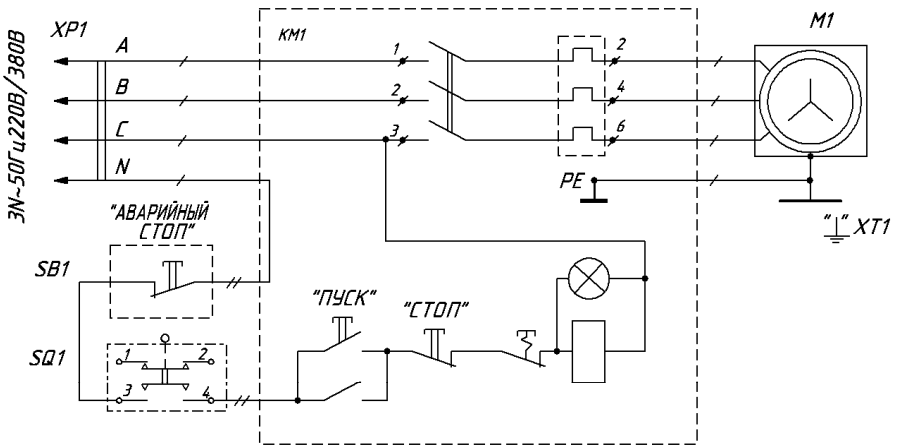 XP1
3N~50Гц220В/380В
A
B
C
N
КМ1
1
2
3
2
4
6
M1
PE
"⏚" XT1
"АВАРИЙНЫЙ
СТОП"
SB1
"ПУСК"
"СТОП"
SQ1
1
2
3
4